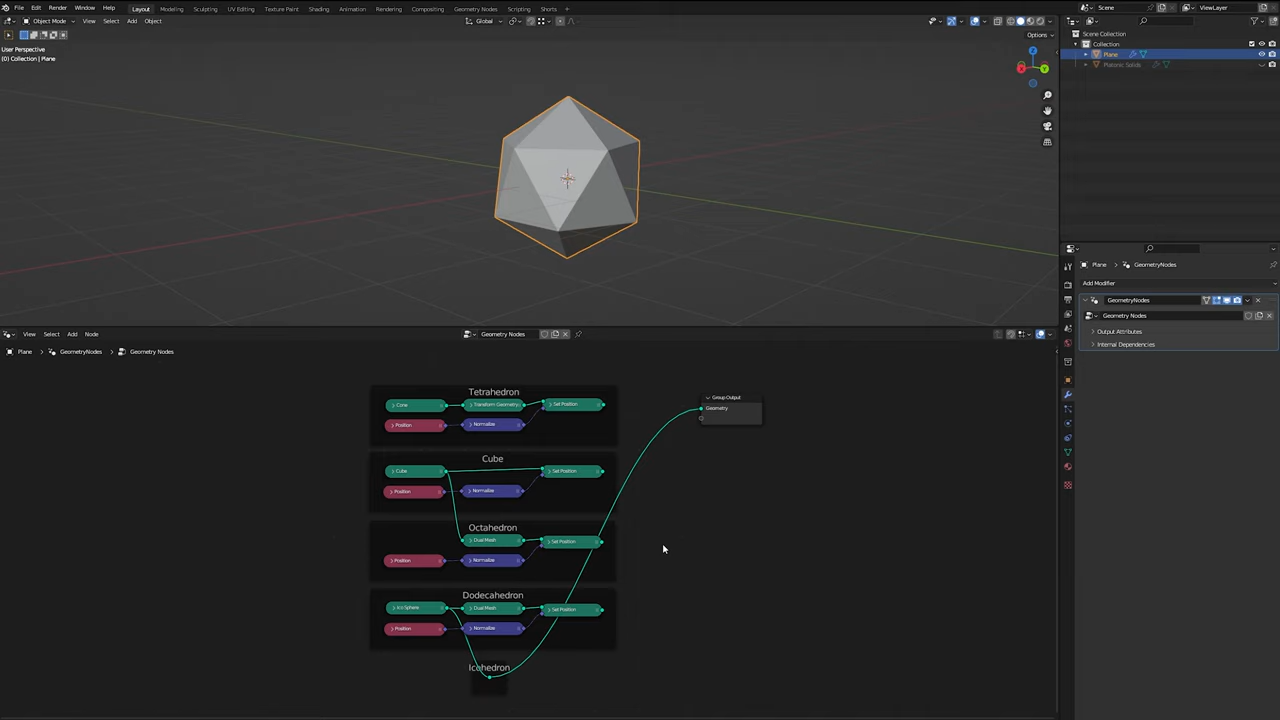 File Edit Render Window Help Layout Modeling Sculpting UV Editing Texture Paint Shading Animation Rendering Compositing Geometry Nodes Scripting Shorts Scene ViewLayer
Object Mode View Select Add Object Global
Options
User Perspective
(0) Collection | Plane
X
Y
Z
Scene Collection
Collection
Plane
Platonic Solids
Plane GeometryNodes
Add Modifier
GeometryNodes
Geometry Nodes
Output Attributes
Internal Dependencies
View Select Add Node Geometry Nodes
Plane GeometryNodes Geometry Nodes
Tetrahedron
Cone Transform Geometry Set Position
Position Normalize
Cube
Cube Set Position
Position Normalize
Octahedron
Dual Mesh Set Position
Position Normalize
Dodecahedron
Ico Sphere Dual Mesh Set Position
Position Normalize
Icohedron
Group Output
Geometry